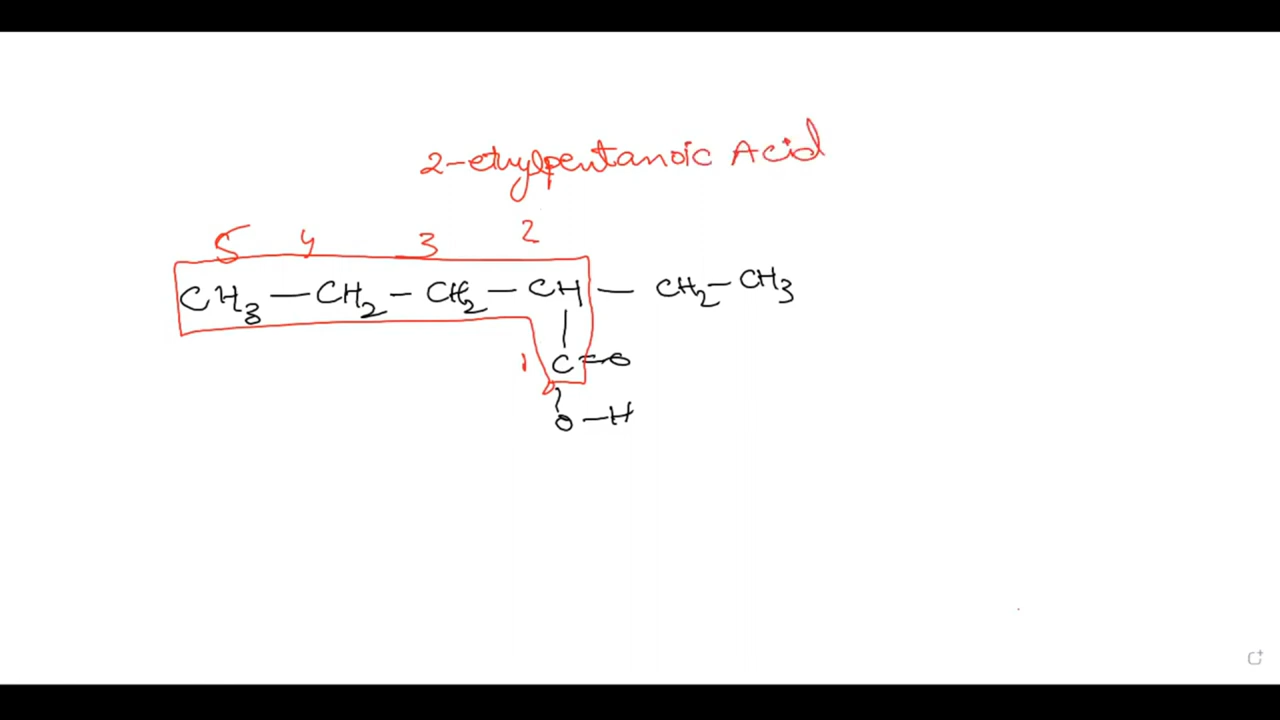 2-ethylpentanoic Acid
5 4 3 2
CH3 — CH2 — CH2 — CH — CH2 — CH3
1 C=O
O—H